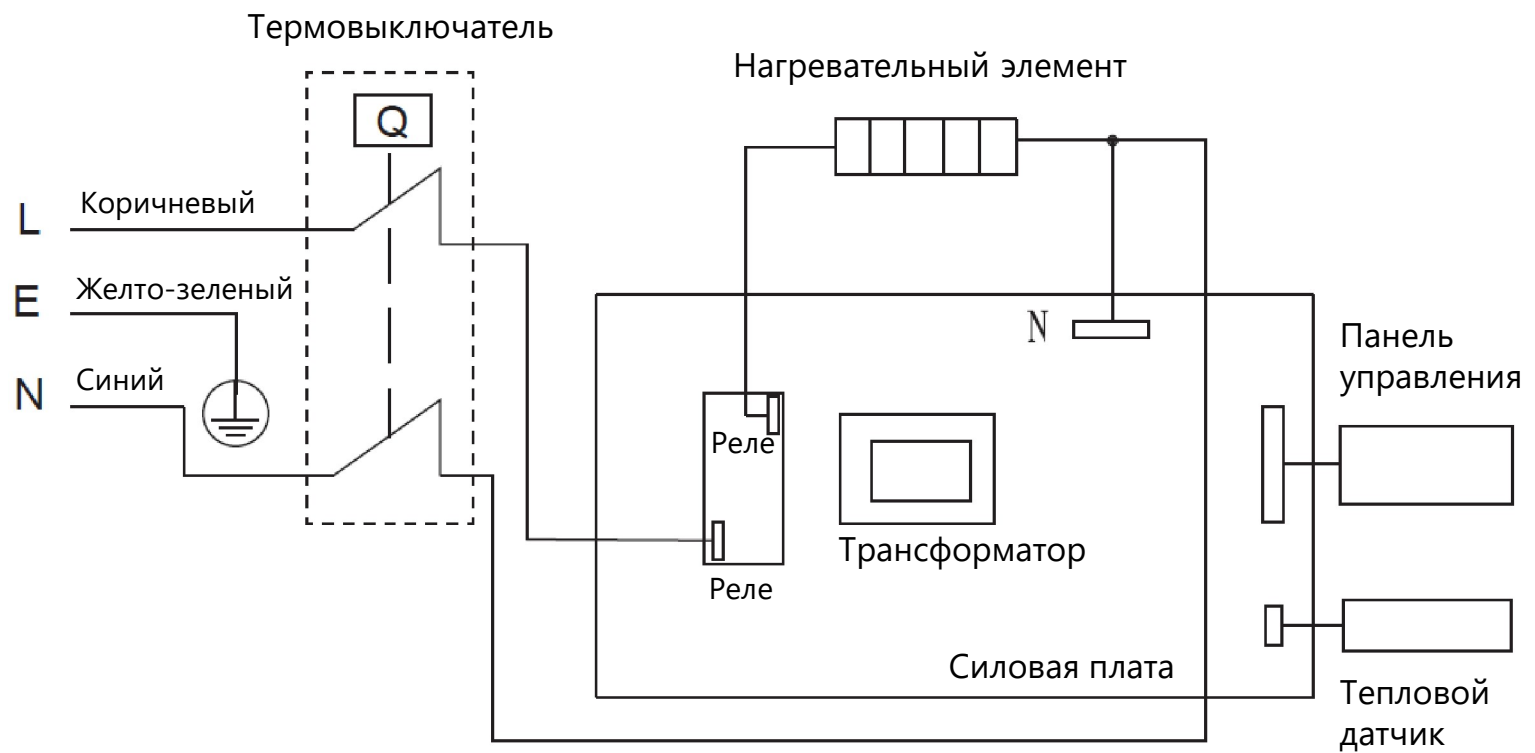 Термовыключатель
Нагревательный элемент
Q
L
Коричневый
E
Желто-зеленый
N
Синий
N
Панель
управления
Реле
Трансформатор
Реле
Силовая плата
Тепловой
датчик